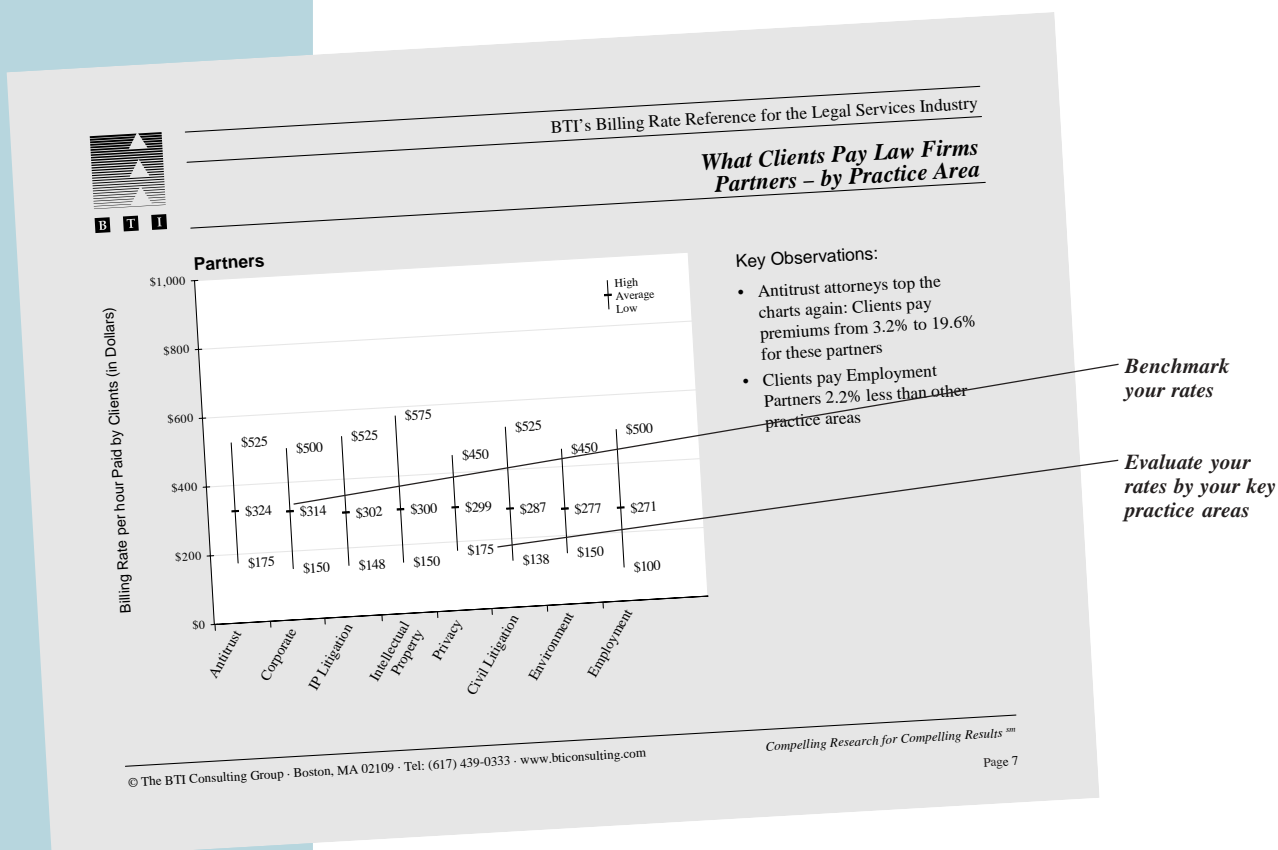 BTI's Billing Rate Reference for the Legal Services Industry
What Clients Pay Law Firms
Partners – by Practice Area
B T I
Partners
Billing Rate per hour Paid by Clients (in Dollars)
$1,000
$800
$600
$400
$200
$0
High
Average
Low
$525
$324
$175
$500
$314
$150
$525
$302
$148
$575
$300
$150
$450
$299
$175
$525
$287
$138
$450
$277
$150
$500
$271
$100
Antitrust
Corporate
IP Litigation
Intellectual
Property
Privacy
Civil Litigation
Environment
Employment
Key Observations:
• Antitrust attorneys top the
charts again: Clients pay
premiums from 3.2% to 19.6%
for these partners
• Clients pay Employment
Partners 2.2% less than other
practice areas
Benchmark
your rates
Evaluate your
rates by your key
practice areas
© The BTI Consulting Group · Boston, MA 02109 · Tel: (617) 439-0333 · www.bticonsulting.com
Compelling Research for Compelling Results sm
Page 7